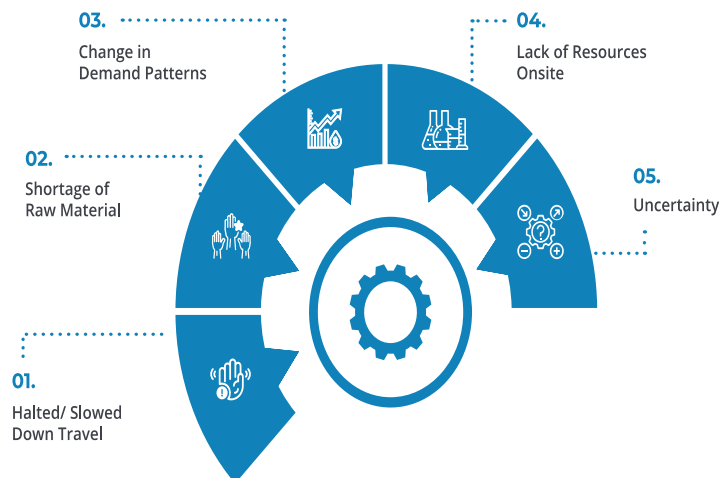 01.
Halted/ Slowed
Down Travel
02.
Shortage of
Raw Material
03.
Change in
Demand Patterns
04.
Lack of Resources
Onsite
05.
Uncertainty